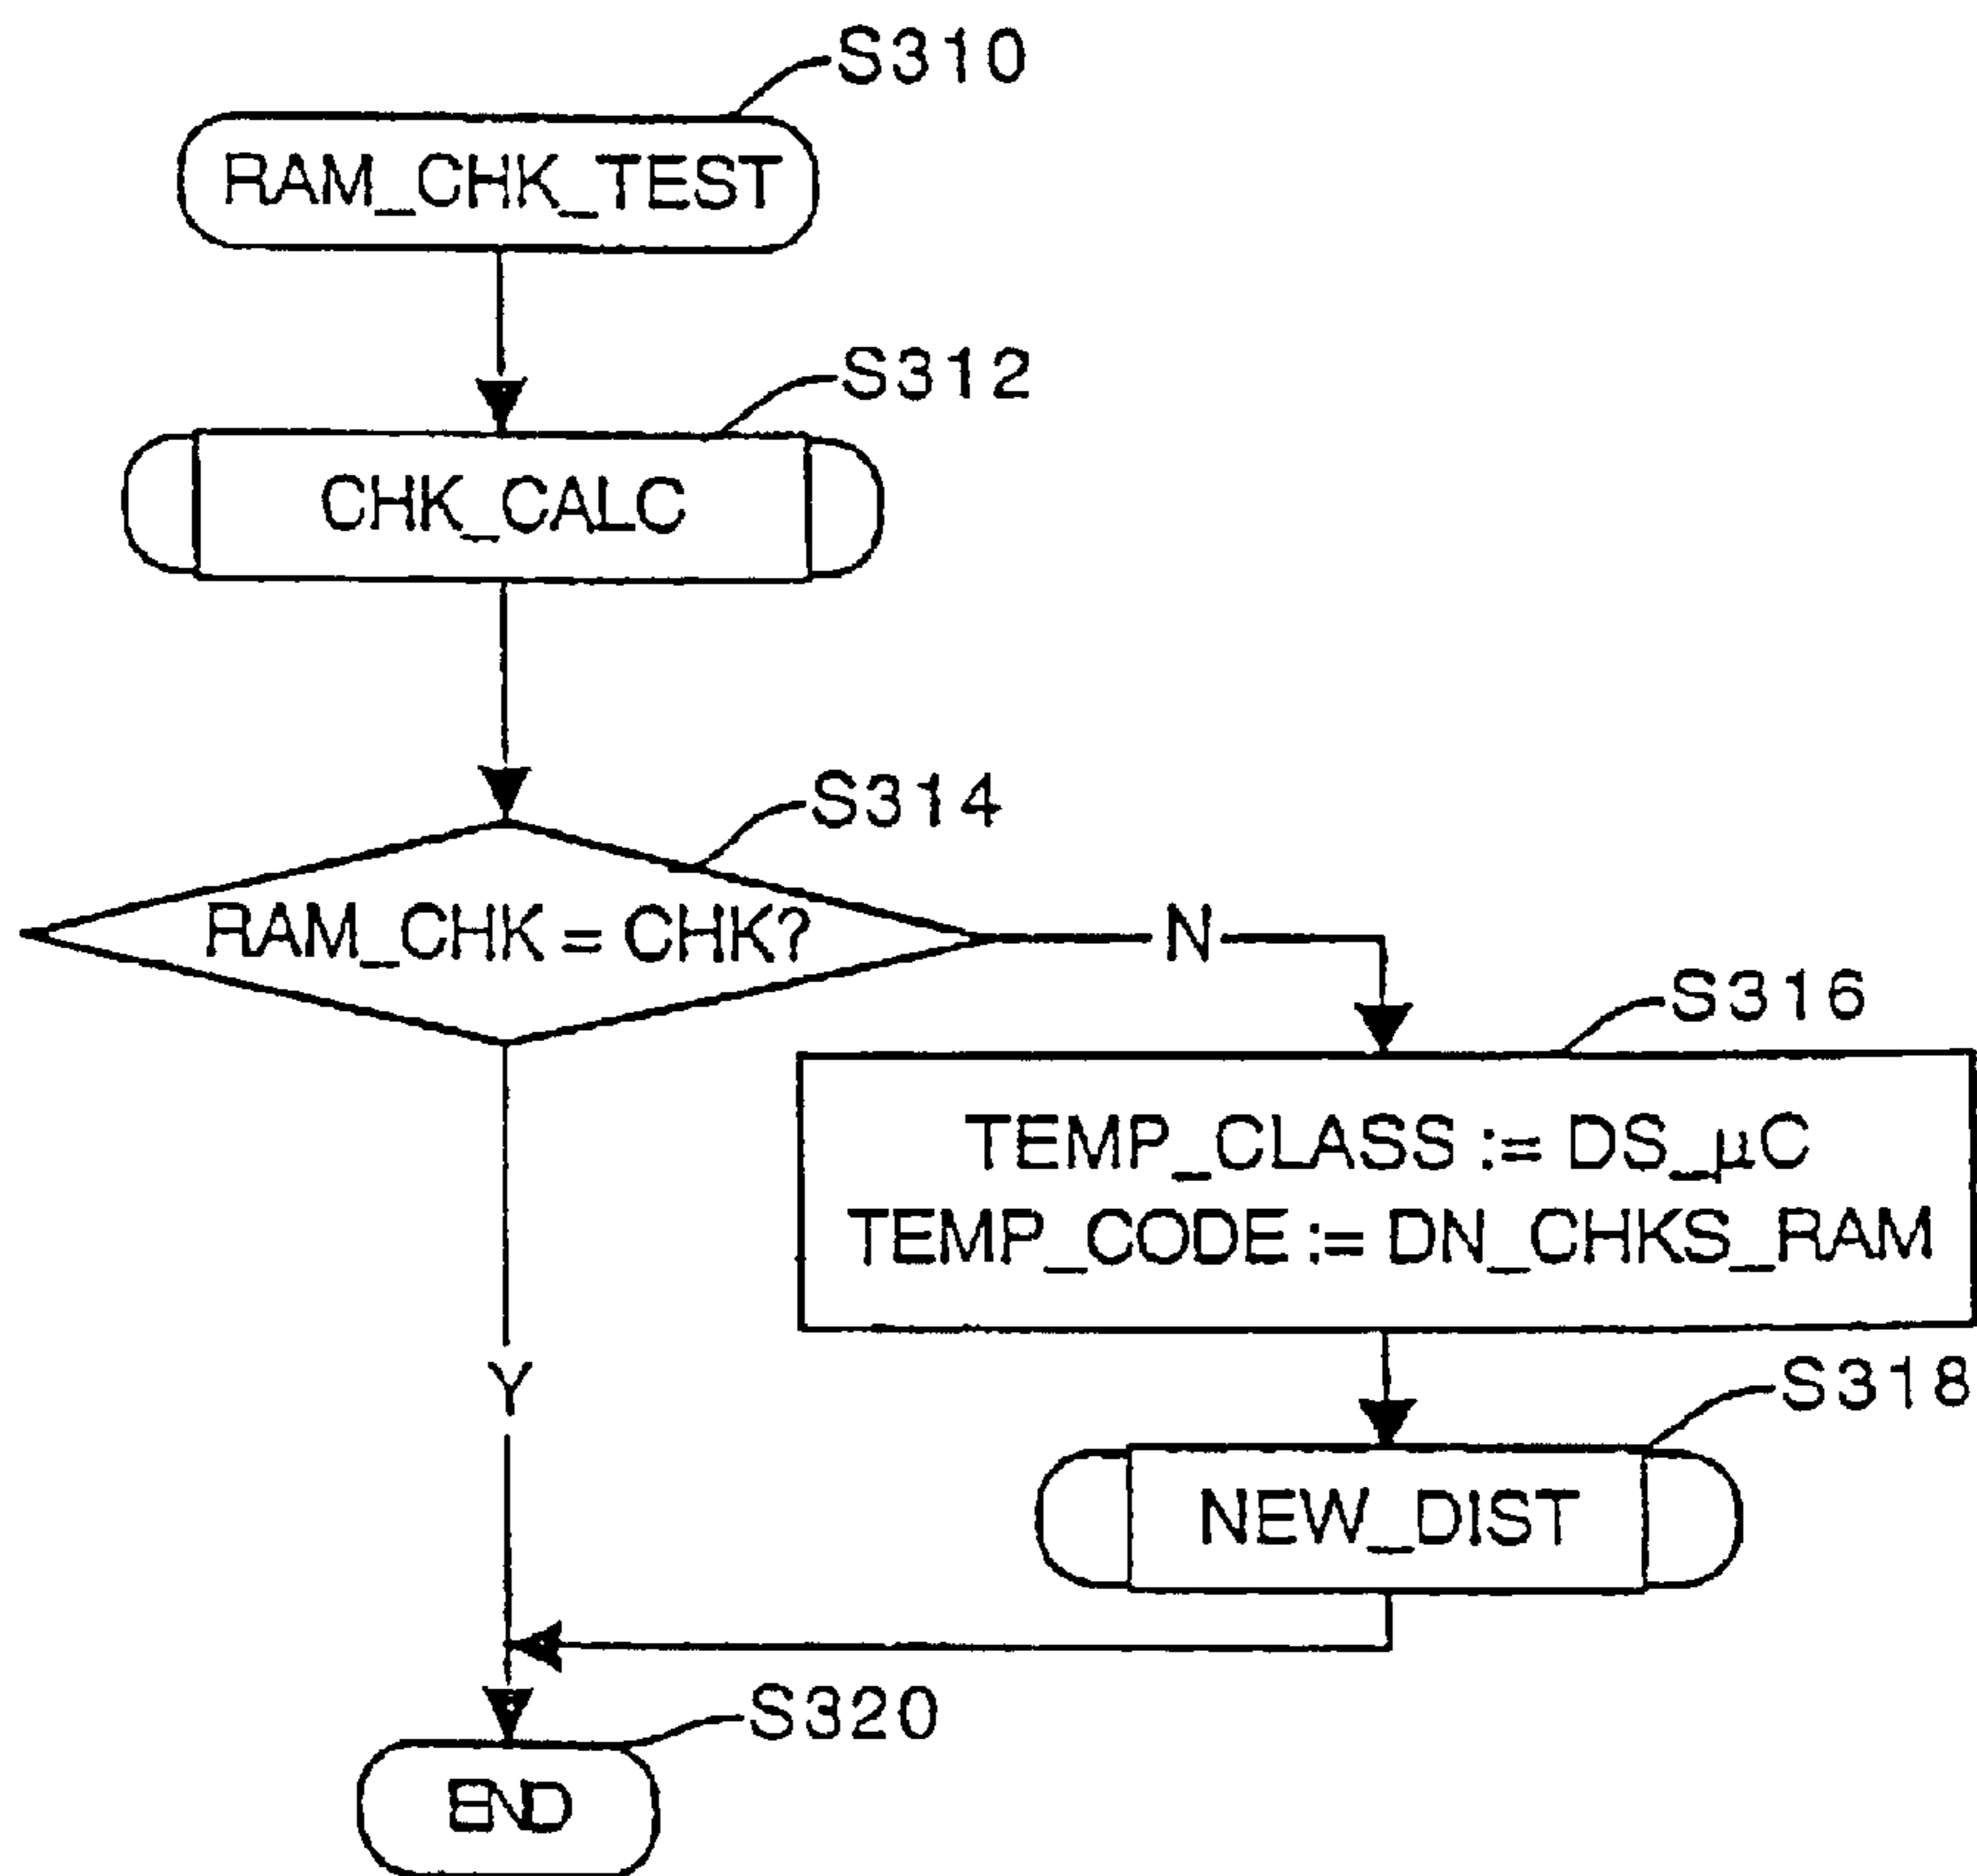 S310
RAM_CHK_TEST
S312
CHK_CALC
S314
RAM_CHK = CHK?
N
S316
TEMP_CLASS := DS_µC
TEMP_CODE := DN_CHKS_RAM
Y
S318
NEW_DIST
S320
END